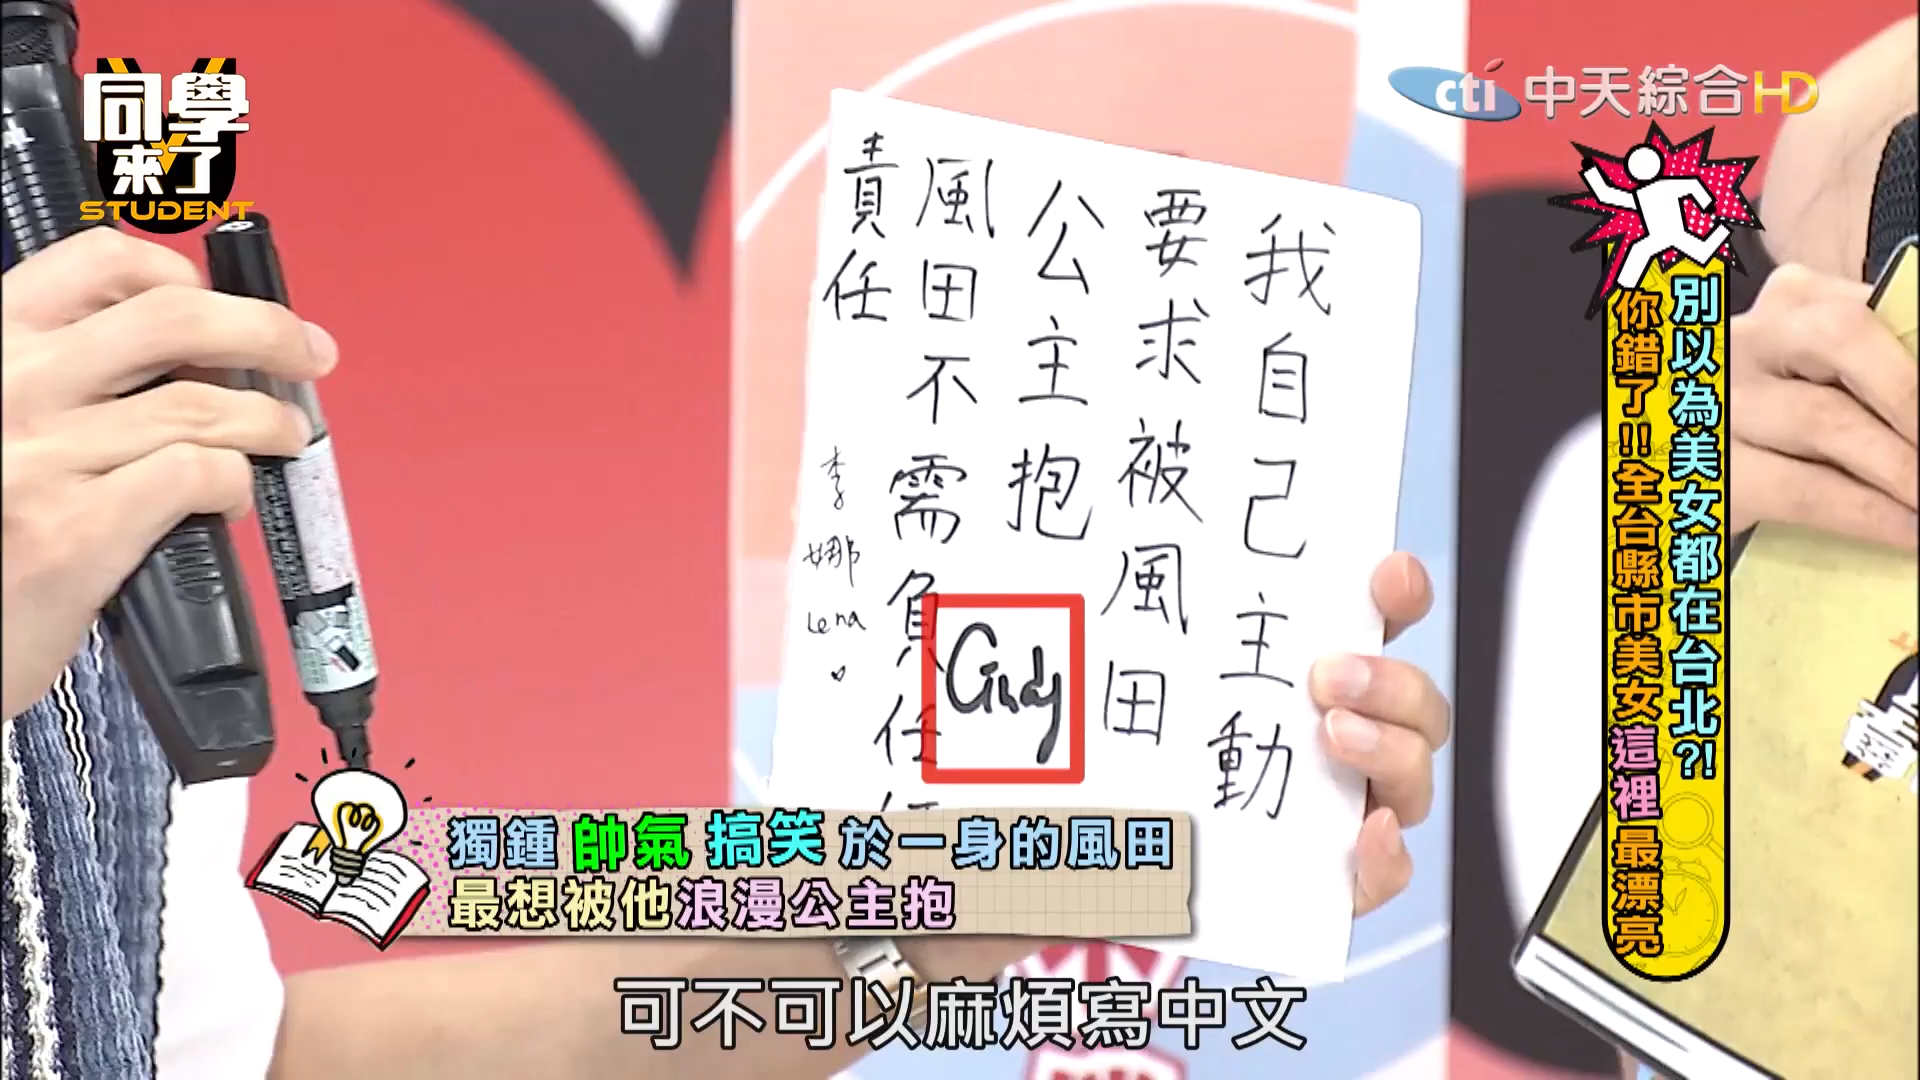 同學
來了
STUDENT
cti 中天綜合HD
別以為美女都在台北?!
你錯了!!全台縣市美女這裡最漂亮
我自己主動
要求被風田
公主抱
風田不需負任
責任
李娜
Lena
Cindy
獨鍾帥氣搞笑於一身的風田
最想被他浪漫公主抱
可不可以麻煩寫中文